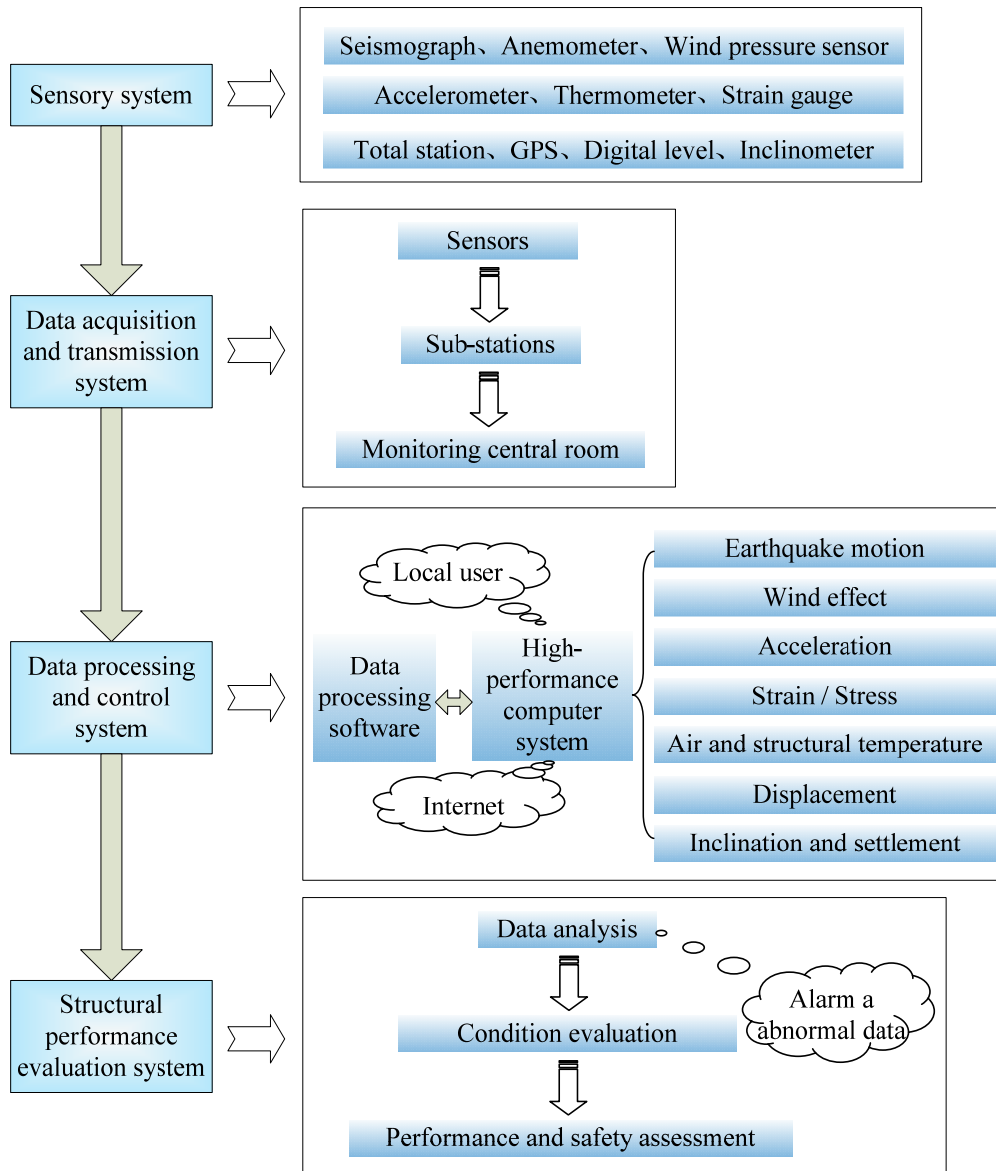 Sensory system
Seismograph、Anemometer、Wind pressure sensor
Accelerometer、Thermometer、Strain gauge
Total station、GPS、Digital level、Inclinometer
Data acquisition
and transmission
system
Sensors
Sub-stations
Monitoring central room
Data processing
and control
system
Local user
Data
processing
software
High-
performance
computer
system
Internet
Earthquake motion
Wind effect
Acceleration
Strain / Stress
Air and structural temperature
Displacement
Inclination and settlement
Structural
performance
evaluation system
Data analysis
Alarm a
abnormal data
Condition evaluation
Performance and safety assessment